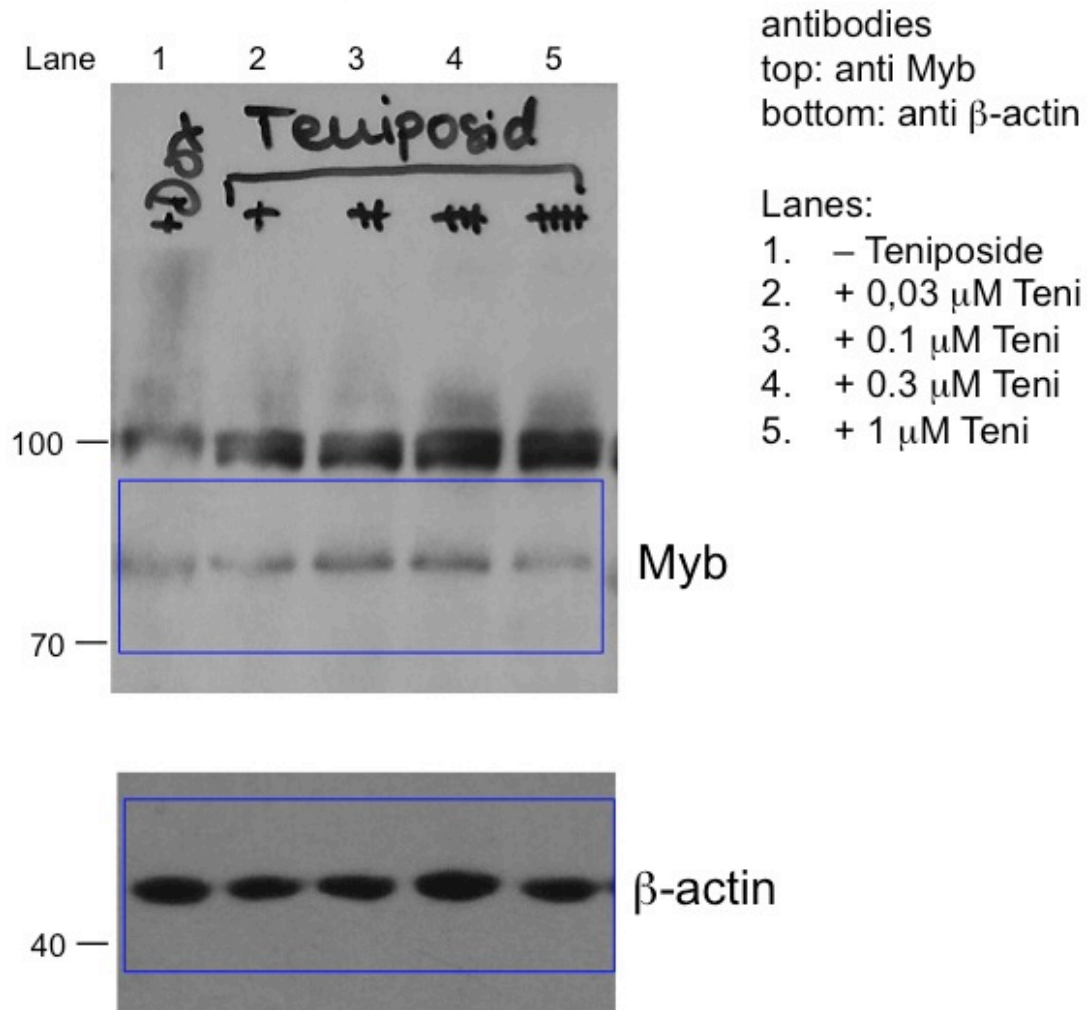 antibodies
top: anti Myb
bottom: anti β-actin
Lane 1 2 3 4 5
Teniposid
+ ++ +++ ++++
Lanes:
1. – Teniposide
2. + 0,03 μM Teni
3. + 0.1 μM Teni
4. + 0.3 μM Teni
5. + 1 μM Teni
100
Myb
70
β-actin
40